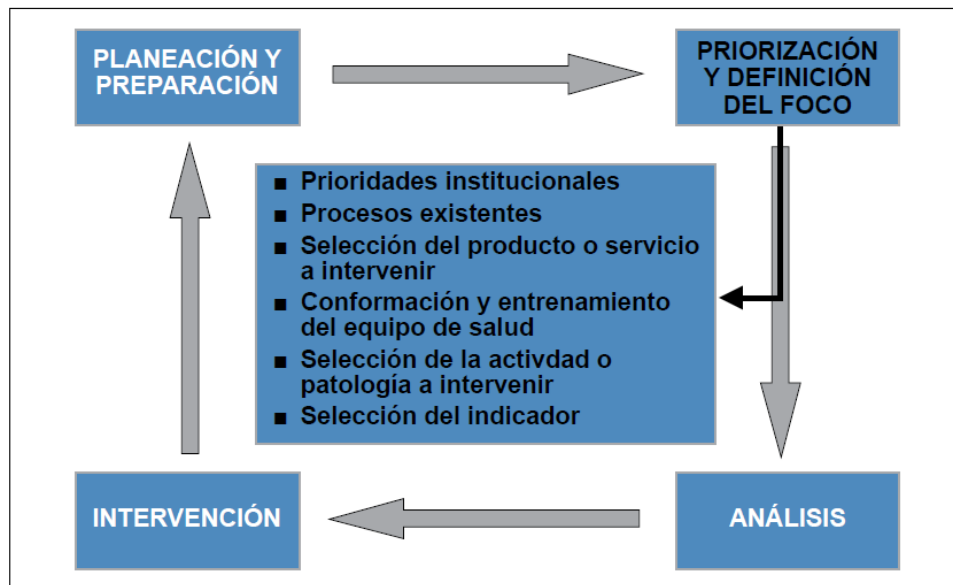 PLANEACIÓN Y
PREPARACIÓN
PRIORIZACIÓN
Y DEFINICIÓN
DEL FOCO
■ Prioridades institucionales
■ Procesos existentes
■ Selección del producto o servicio
a intervenir
■ Conformación y entrenamiento
del equipo de salud
■ Selección de la activdad o
patología a intervenir
■ Selección del indicador
INTERVENCIÓN
ANÁLISIS